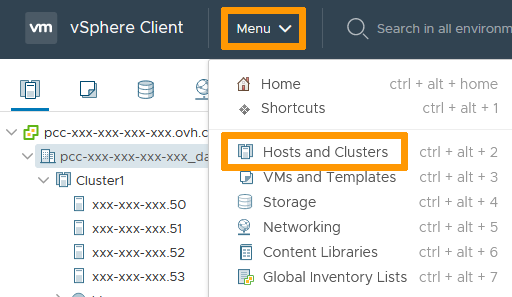 vm vSphere Client Menu Search in all environm
Home ctrl + alt + home
Shortcuts ctrl + alt + 1
pcc-xxx-xxx-xxx-xxx.ovh.c
pcc-xxx-xxx-xxx-xxx_da Hosts and Clusters ctrl + alt + 2
Cluster1 VMs and Templates ctrl + alt + 3
xxx-xxx-xxx.50 Storage ctrl + alt + 4
xxx-xxx-xxx.51 Networking ctrl + alt + 5
xxx-xxx-xxx.52 Content Libraries ctrl + alt + 6
xxx-xxx-xxx.53 Global Inventory Lists ctrl + alt + 7